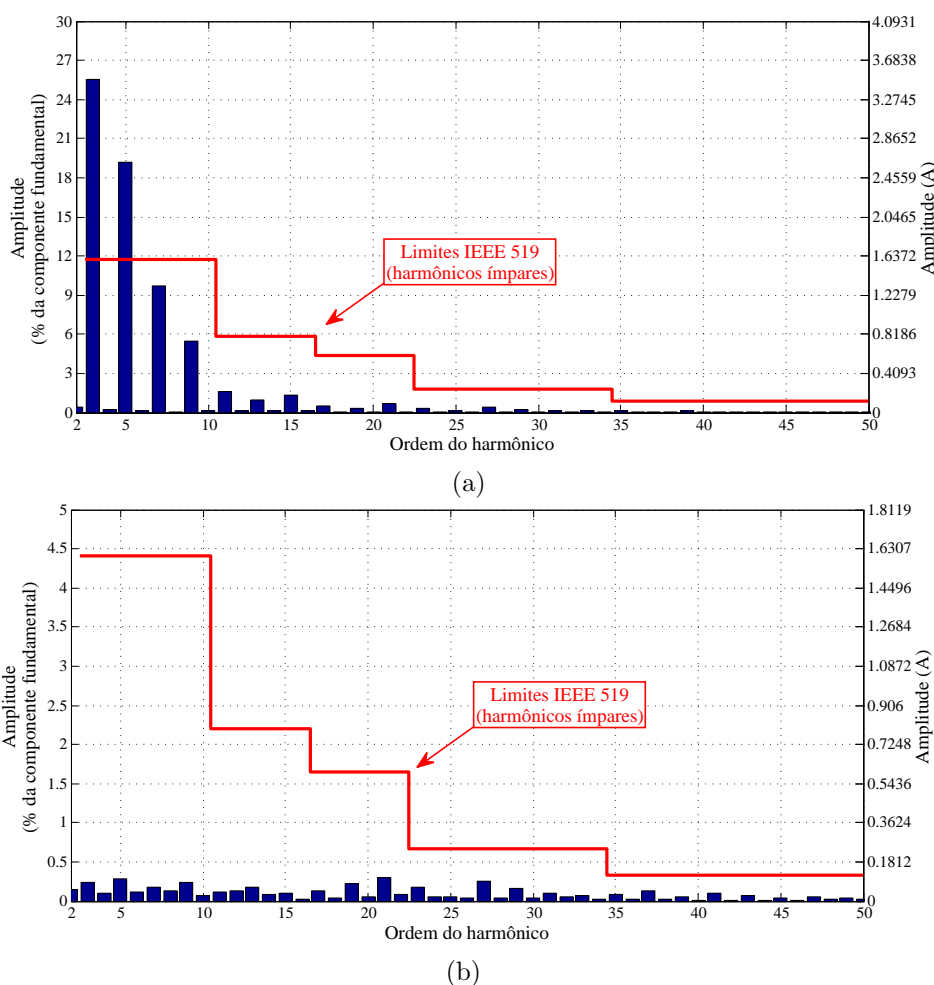 30
27
24
21
18
15
12
9
6
3
0
4.0931
3.6838
3.2745
2.8652
2.4559
2.0465
1.6372
1.2279
0.8186
0.4093
0
Amplitude
(% da componente fundamental)
Amplitude (A)
Limites IEEE 519
(harmônicos ímpares)
2 5 10 15 20 25 30 35 40 45 50
Ordem do harmônico
(a)
5
4.5
4
3.5
3
2.5
2
1.5
1
0.5
0
1.8119
1.6307
1.4496
1.2684
1.0872
0.906
0.7248
0.5436
0.3624
0.1812
0
Amplitude
(% da componente fundamental)
Amplitude (A)
Limites IEEE 519
(harmônicos ímpares)
2 5 10 15 20 25 30 35 40 45 50
Ordem do harmônico
(b)